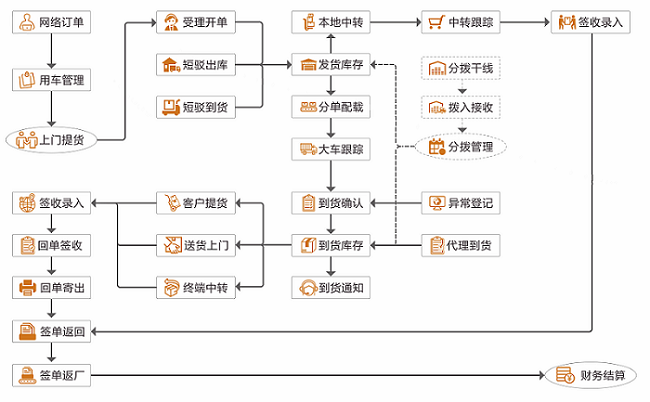 网络订单
受理开单
本地中转
中转跟踪
签收录入
用车管理
短驳出库
发货库存
分拨干线
短驳到货
分单配载
拨入接收
上门提货
大车跟踪
分拨管理
签收录入
客户提货
到货确认
异常登记
回单签收
送货上门
到货库存
代理到货
回单寄出
终端中转
到货通知
签单返回
签单返厂
财务结算